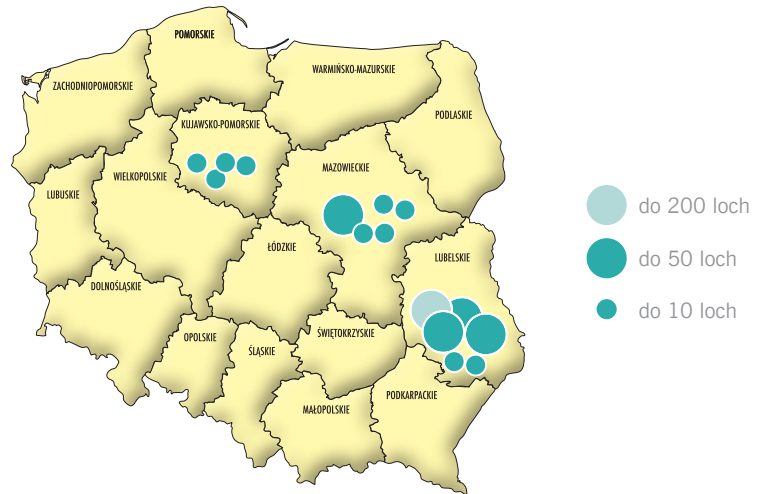 POMORSKIE
WARMIŃSKO-MAZURSKIE
ZACHODNIOPOMORSKIE
PODLASKIE
KUJAWSKO-POMORSKIE
MAZOWIECKIE
WIELKOPOLSKIE
LUBUSKIE
do 200 loch
ŁÓDZKIE
LUBELSKIE
do 50 loch
DOLNOŚLĄSKIE
do 10 loch
ŚWIĘTOKRZYSKIE
OPOLSKIE
ŚLĄSKIE
PODKARPACKIE
MAŁOPOLSKIE